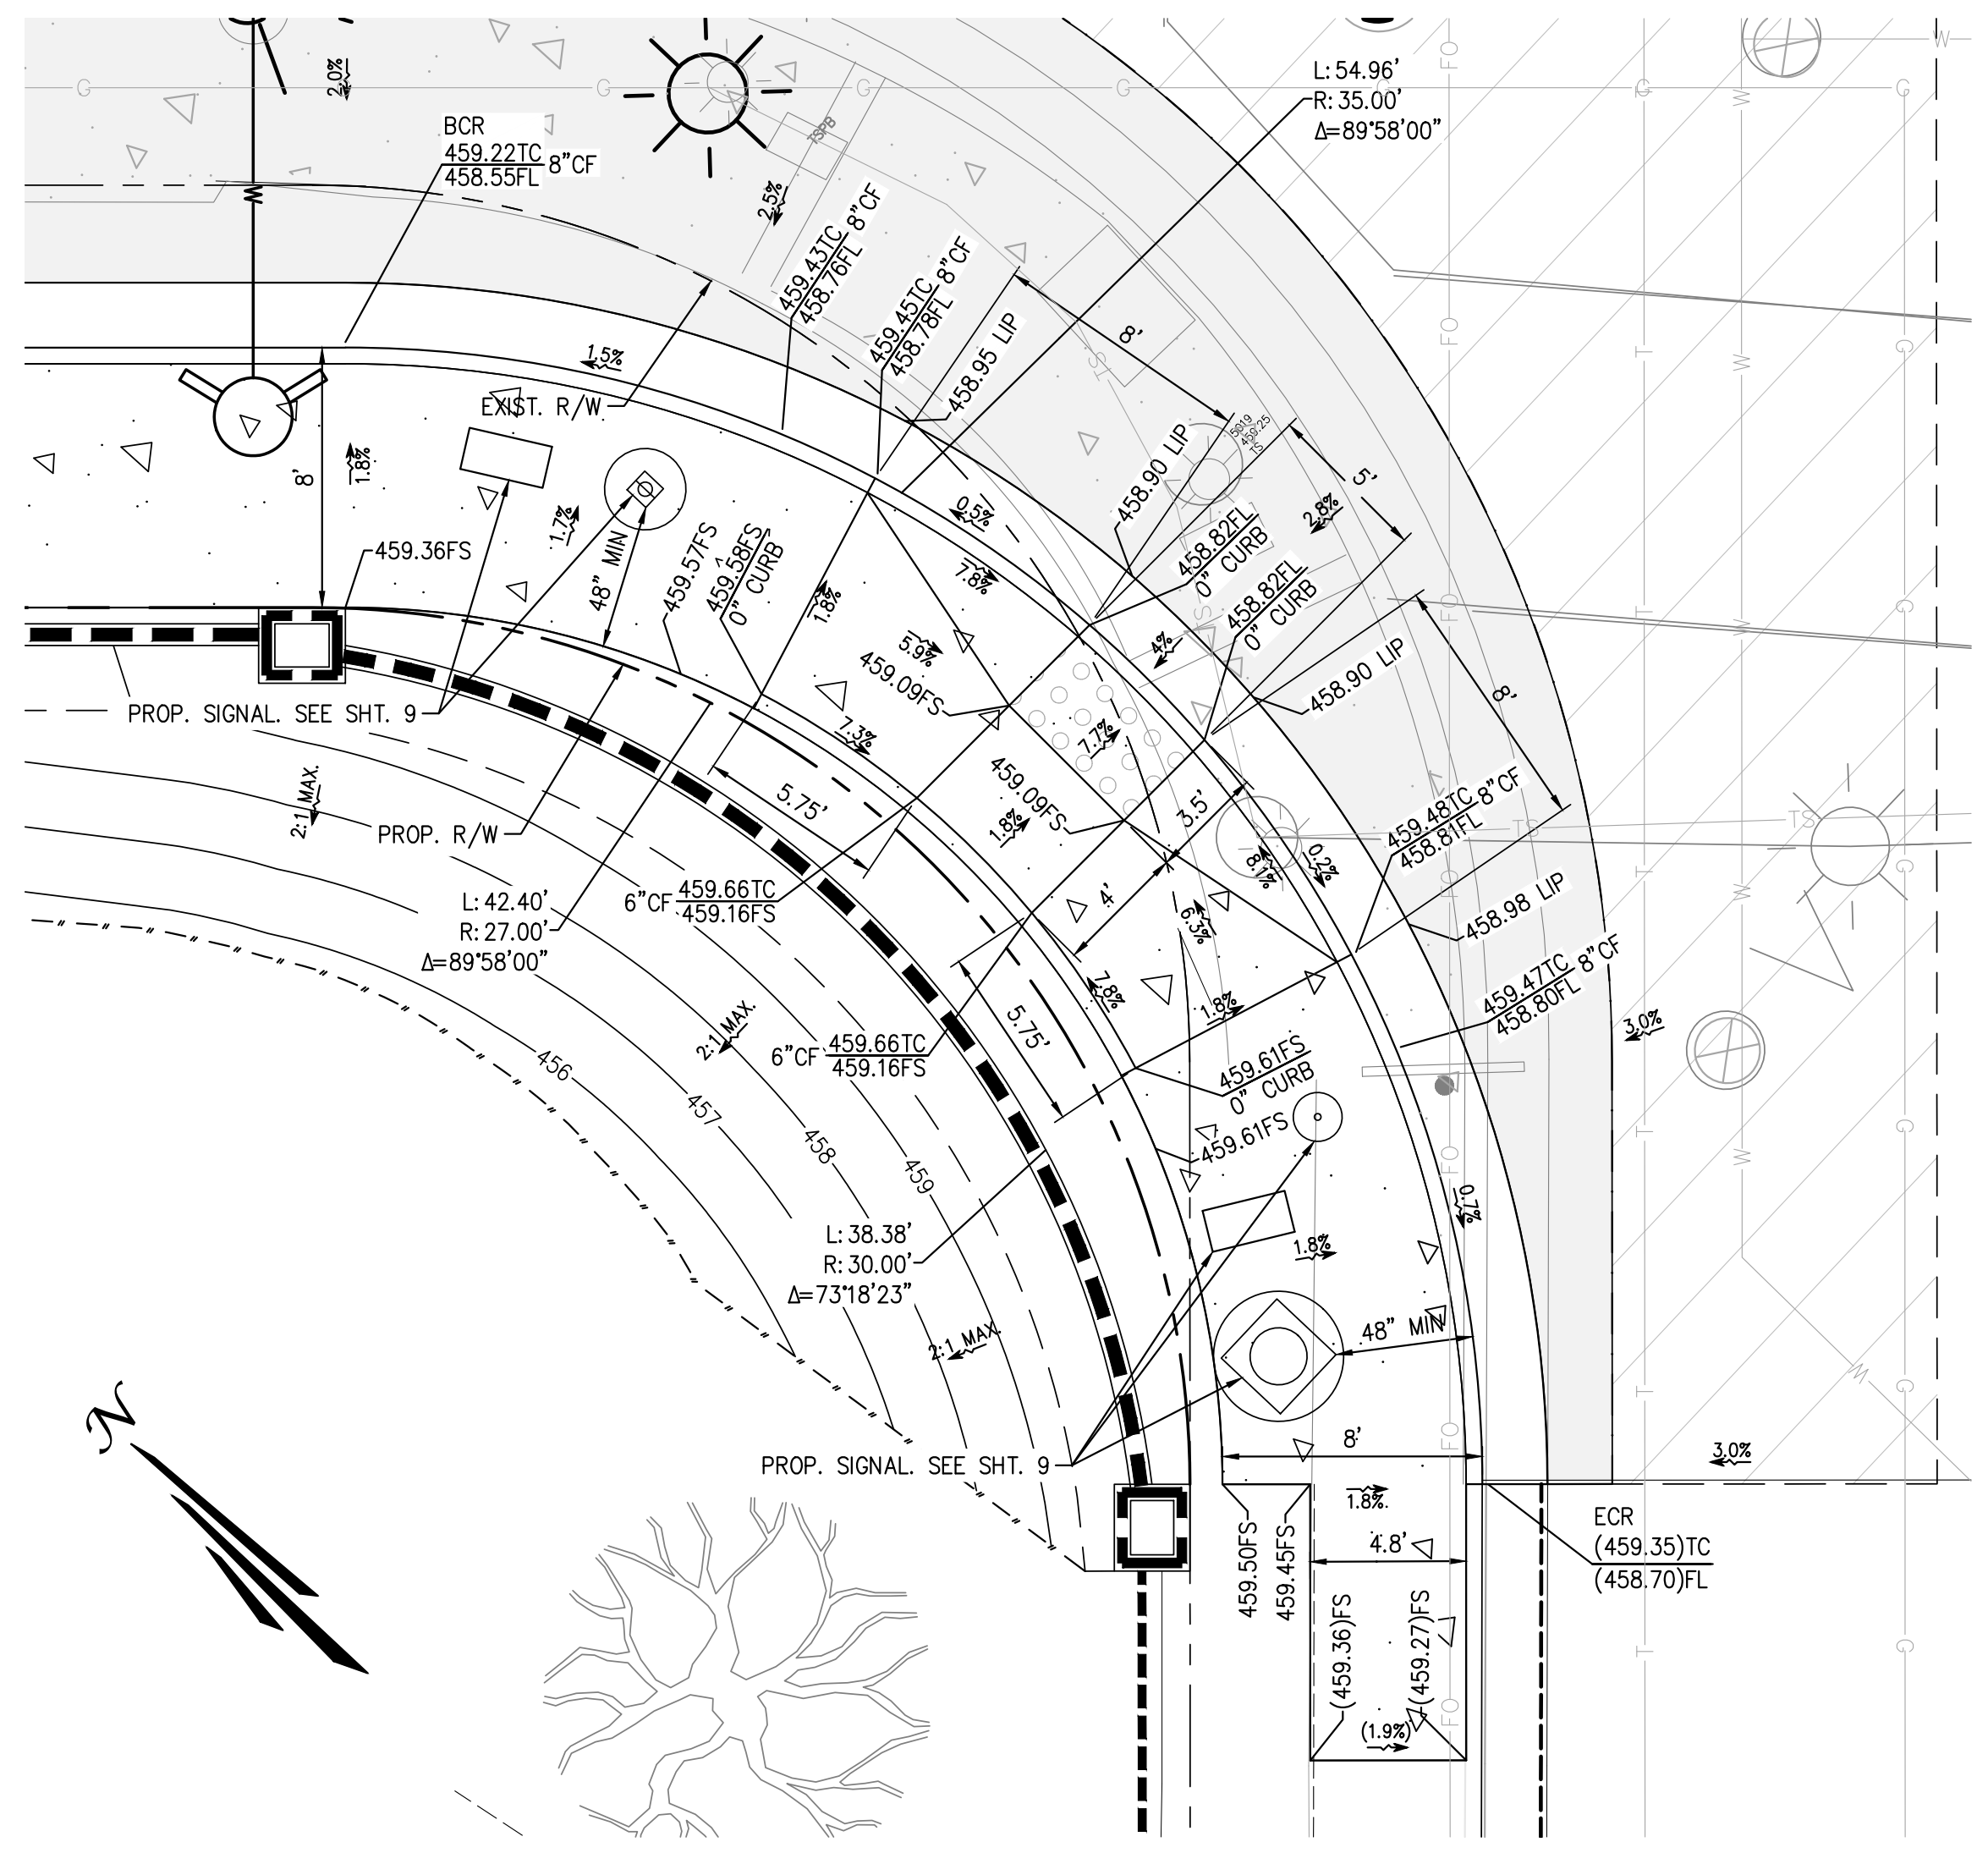 L: 54.96'
R: 35.00'
Δ=89°58'00"
2.0%
G
G
G
G
G
G
G
FO
W
W
T
BCR
459.22TC 8"CF
458.55FL
TSPB
2.5%
459.43TC 8"CF
458.76FL
459.45TC 8"CF
458.78FL
458.95 LIP
8'
1.5%
EXIST. R/W
TS
5019
459.25
TS
458.90 LIP
5'
0.5%
2.8%
458.82FL
0" CURB
458.82FL
0" CURB
8'
1.8%
1.7%
48" MIN
459.36FS
459.57FS
459.58FS
0" CURB
1.8%
7.8%
5.9%
4%
459.09FS
458.90 LIP
8'
PROP. SIGNAL. SEE SHT. 9
7.3%
7.7%
459.09FS
2:1 MAX.
5.75'
PROP. R/W
1.8%
3.5'
459.48TC 8"CF
458.81FL
TS
TS
8.1%
0.2%
6"CF 459.66TC
459.16FS
L: 42.40'
R: 27.00'
Δ=89°58'00"
4'
6.3%
458.98 LIP
459.47TC 8"CF
458.80FL
7.8%
1.8%
3.0%
2:1 MAX.
5.75'
6"CF 459.66TC
459.16FS
456
457
458
459
459.61FS
0" CURB
459.61FS
0.7%
1.8%
L: 38.38'
R: 30.00'
Δ=73°18'23"
2:1 MAX.
48" MIN
N
PROP. SIGNAL. SEE SHT. 9
8'
3.0%
1.8%
4.8'
459.50FS
459.45FS
ECR
(459.35)TC
(458.70)FL
(459.36)FS
(459.27)FS
(1.9%)